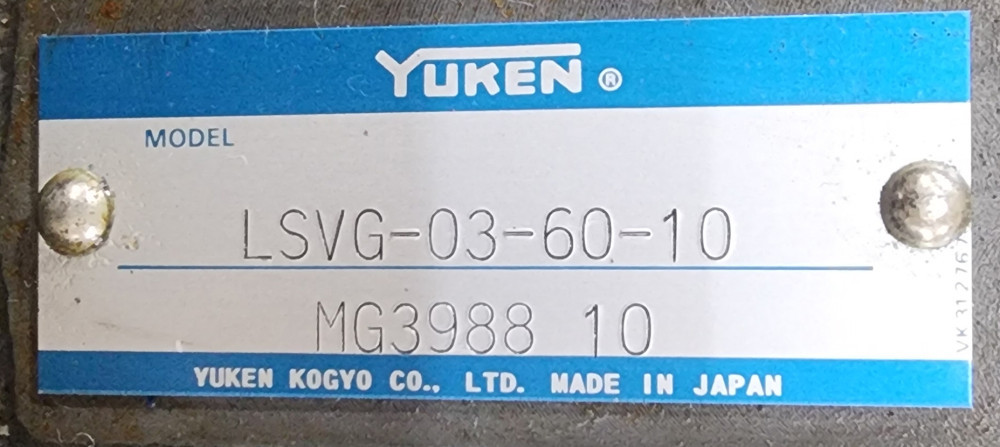 YUKEN ®
MODEL
LSVG-03-60-10
MG3988 10
YUKEN KOGYO CO., LTD. MADE IN JAPAN